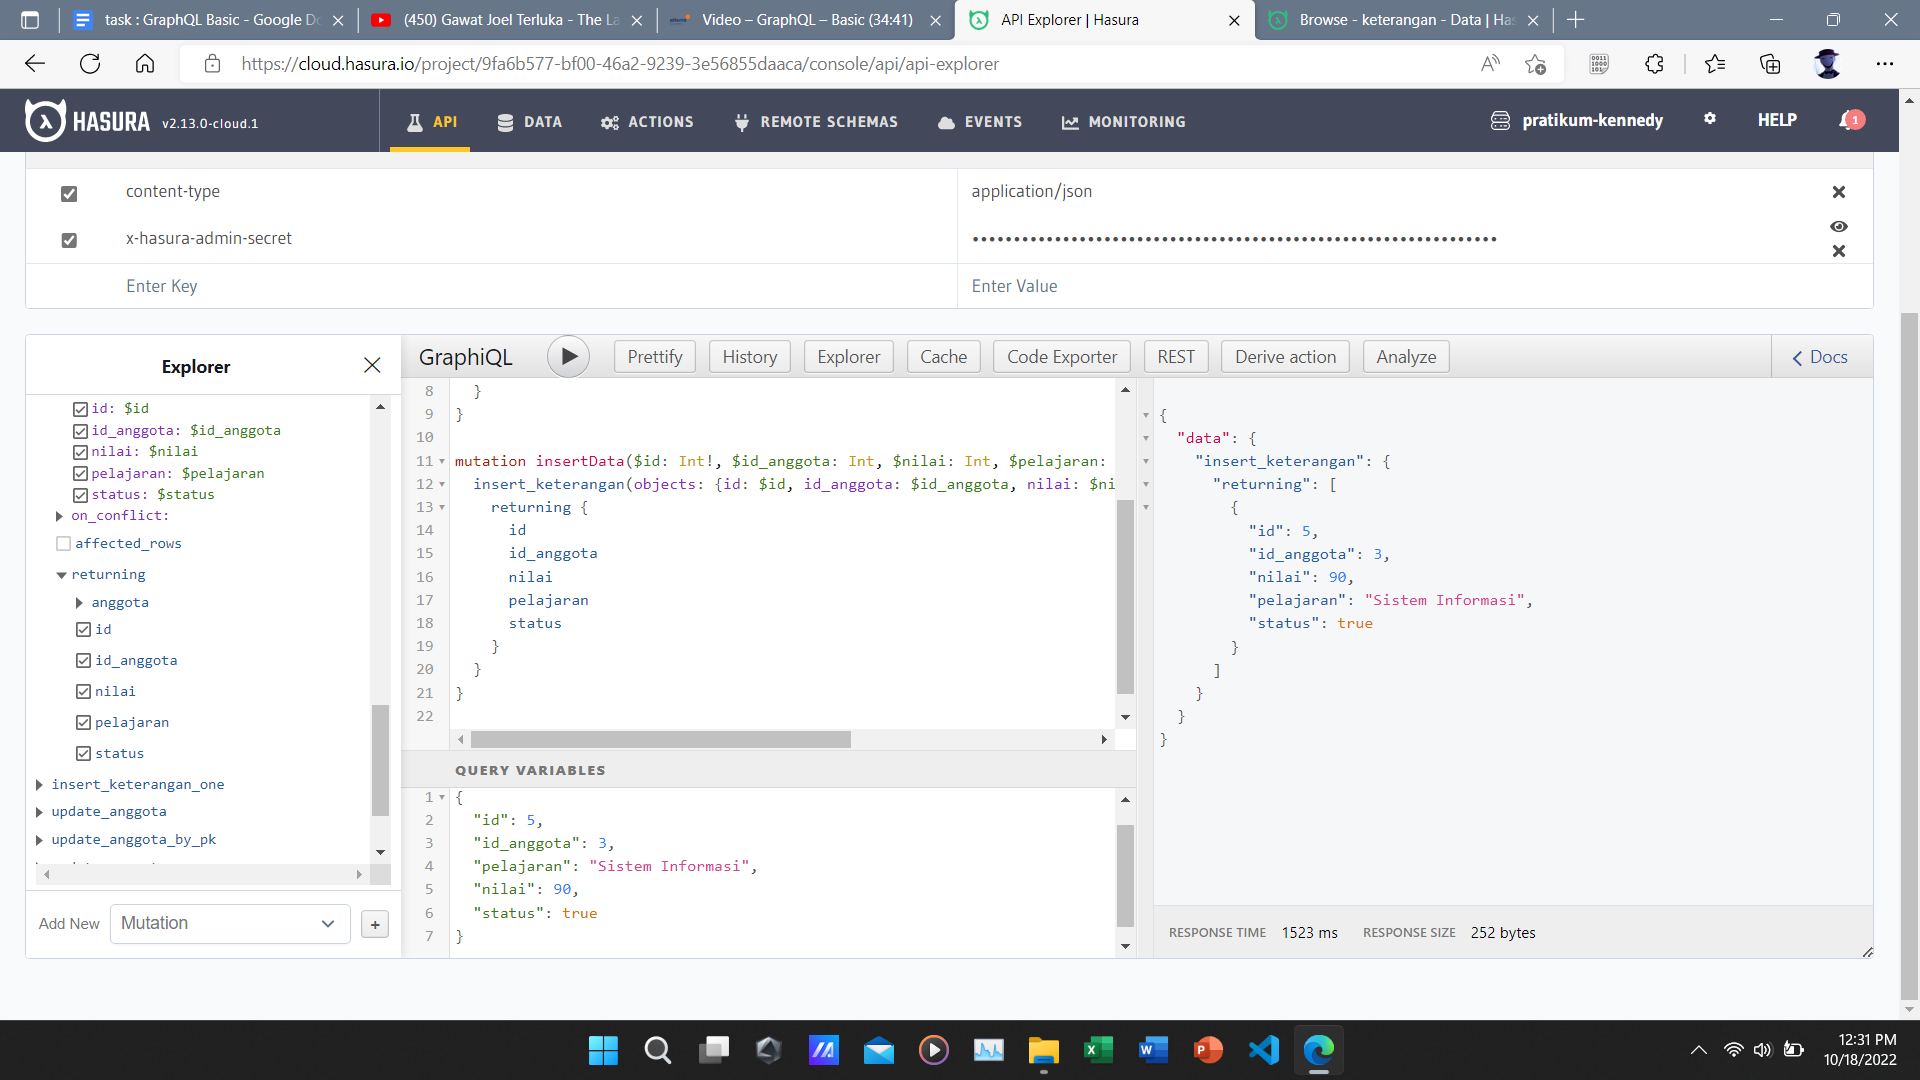 task : GraphQL Basic - Google Do
(450) Gawat Joel Terluka - The La
Video – GraphQL – Basic (34:41)
API Explorer | Hasura
Browse - keterangan - Data | Has
https://cloud.hasura.io/project/9fa6b577-bf00-46a2-9239-3e56855daaca/console/api/api-explorer
HASURA v2.13.0-cloud.1
API
DATA
ACTIONS
REMOTE SCHEMAS
EVENTS
MONITORING
pratikum-kennedy
HELP
1
content-type
application/json
x-hasura-admin-secret
••••••••••••••••••••••••••••••••••••••••••••••••••••••••••••••••
Enter Key
Enter Value
Explorer
id: $id
id_anggota: $id_anggota
nilai: $nilai
pelajaran: $pelajaran
status: $status
on_conflict:
affected_rows
returning
anggota
id
id_anggota
nilai
pelajaran
status
insert_keterangan_one
update_anggota
update_anggota_by_pk
Add New Mutation +
GraphiQL
Prettify
History
Explorer
Cache
Code Exporter
REST
Derive action
Analyze
Docs
8 }
9 }
10
11 mutation insertData($id: Int!, $id_anggota: Int, $nilai: Int, $pelajaran:
12 insert_keterangan(objects: {id: $id, id_anggota: $id_anggota, nilai: $ni
13 returning {
14 id
15 id_anggota
16 nilai
17 pelajaran
18 status
19 }
20 }
21 }
22
QUERY VARIABLES
1 {
2 "id": 5,
3 "id_anggota": 3,
4 "pelajaran": "Sistem Informasi",
5 "nilai": 90,
6 "status": true
7 }
{
"data": {
"insert_keterangan": {
"returning": [
{
"id": 5,
"id_anggota": 3,
"nilai": 90,
"pelajaran": "Sistem Informasi",
"status": true
}
]
}
}
}
RESPONSE TIME 1523 ms RESPONSE SIZE 252 bytes
12:31 PM
10/18/2022